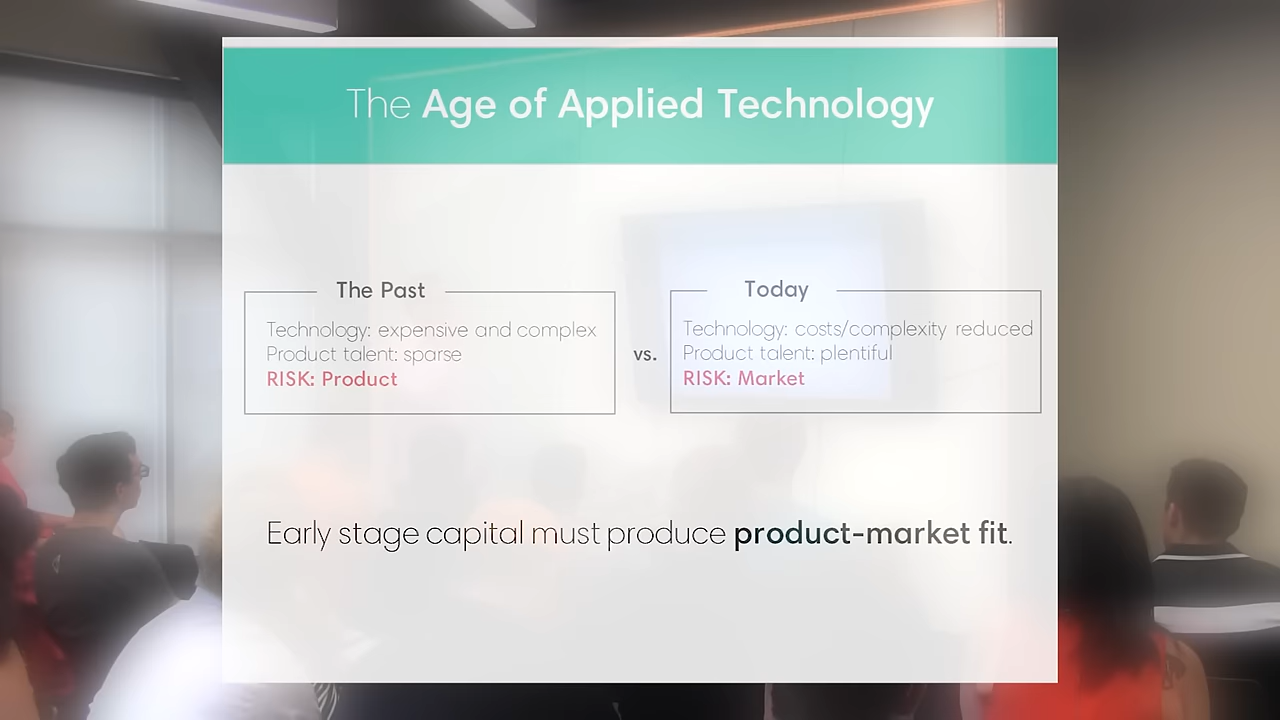 The Age of Applied Technology
The Past
Technology: expensive and complex
Product talent: sparse
RISK: Product
vs.
Today
Technology: costs/complexity reduced
Product talent: plentiful
RISK: Market
Early stage capital must produce product-market fit.